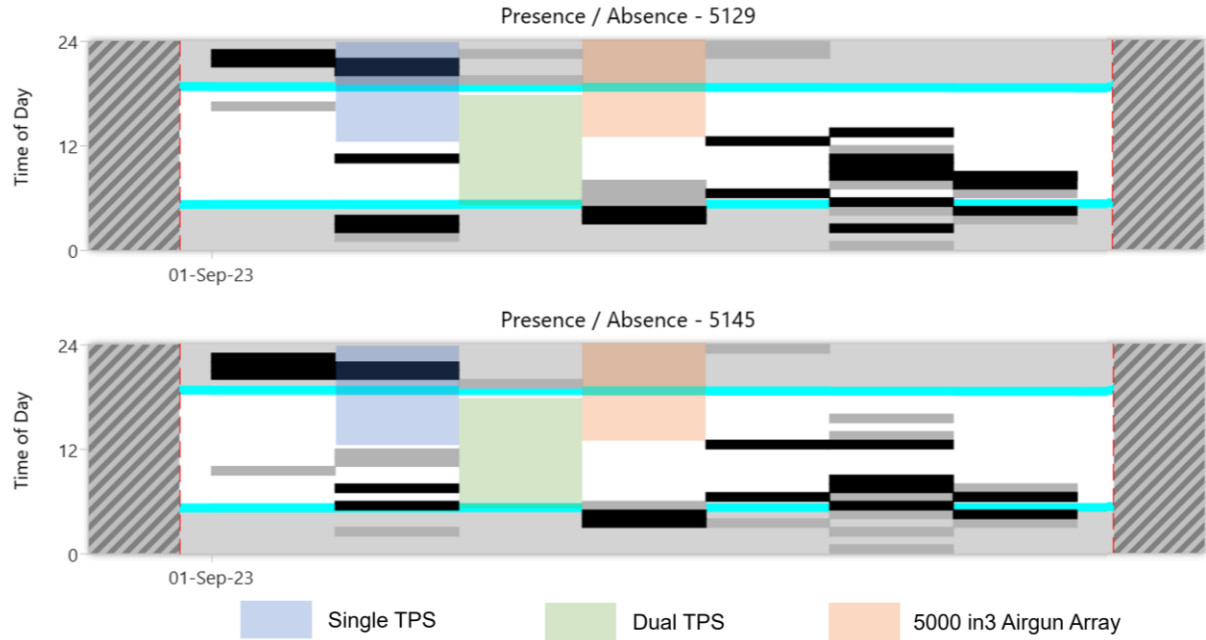 Presence / Absence - 5129
24
12
0
Time of Day
01-Sep-23
Presence / Absence - 5145
24
12
0
Time of Day
01-Sep-23
Single TPS
Dual TPS
5000 in3 Airgun Array